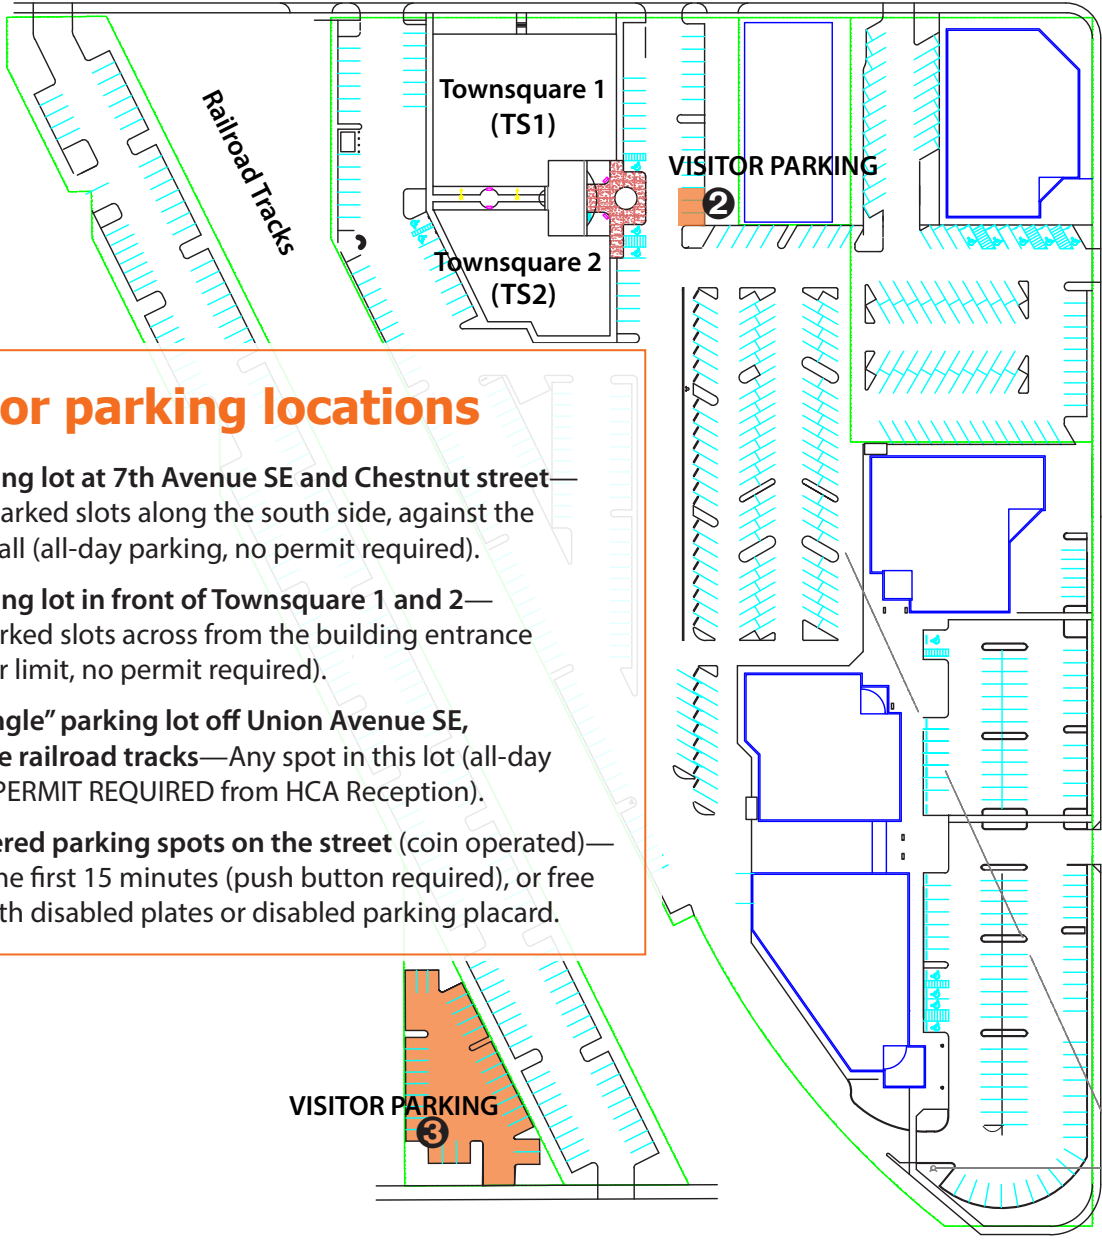 Townsquare 1
(TS1)
Railroad Tracks
VISITOR PARKING
2
Townsquare 2
(TS2)
or parking locations
ng lot at 7th Avenue SE and Chestnut street—
arked slots along the south side, against the
all (all-day parking, no permit required).
ng lot in front of Townsquare 1 and 2—
rked slots across from the building entrance
r limit, no permit required).
ngle” parking lot off Union Avenue SE,
e railroad tracks—Any spot in this lot (all-day
PERMIT REQUIRED from HCA Reception).
ered parking spots on the street (coin operated)—
ne first 15 minutes (push button required), or free
th disabled plates or disabled parking placard.
VISITOR PARKING
3